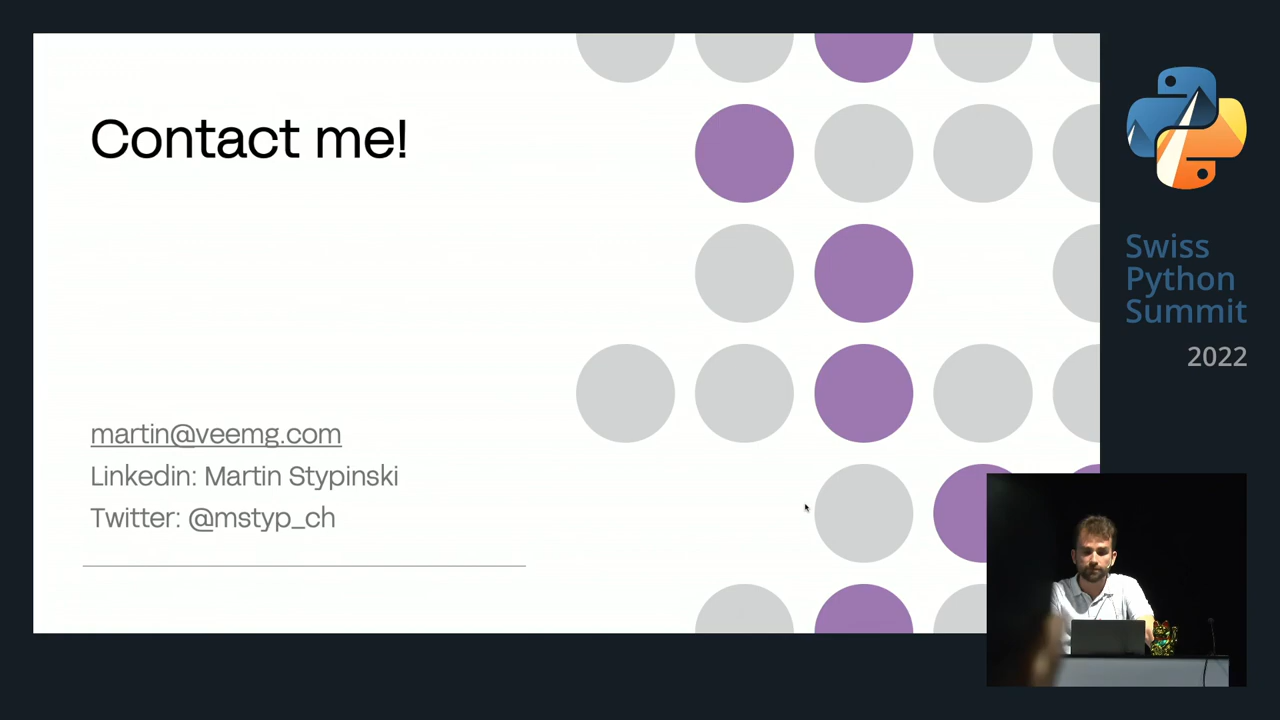 Contact me!
martin@veemg.com
Linkedin: Martin Stypinski
Twitter: @mstyp_ch
Swiss
Python
Summit
2022